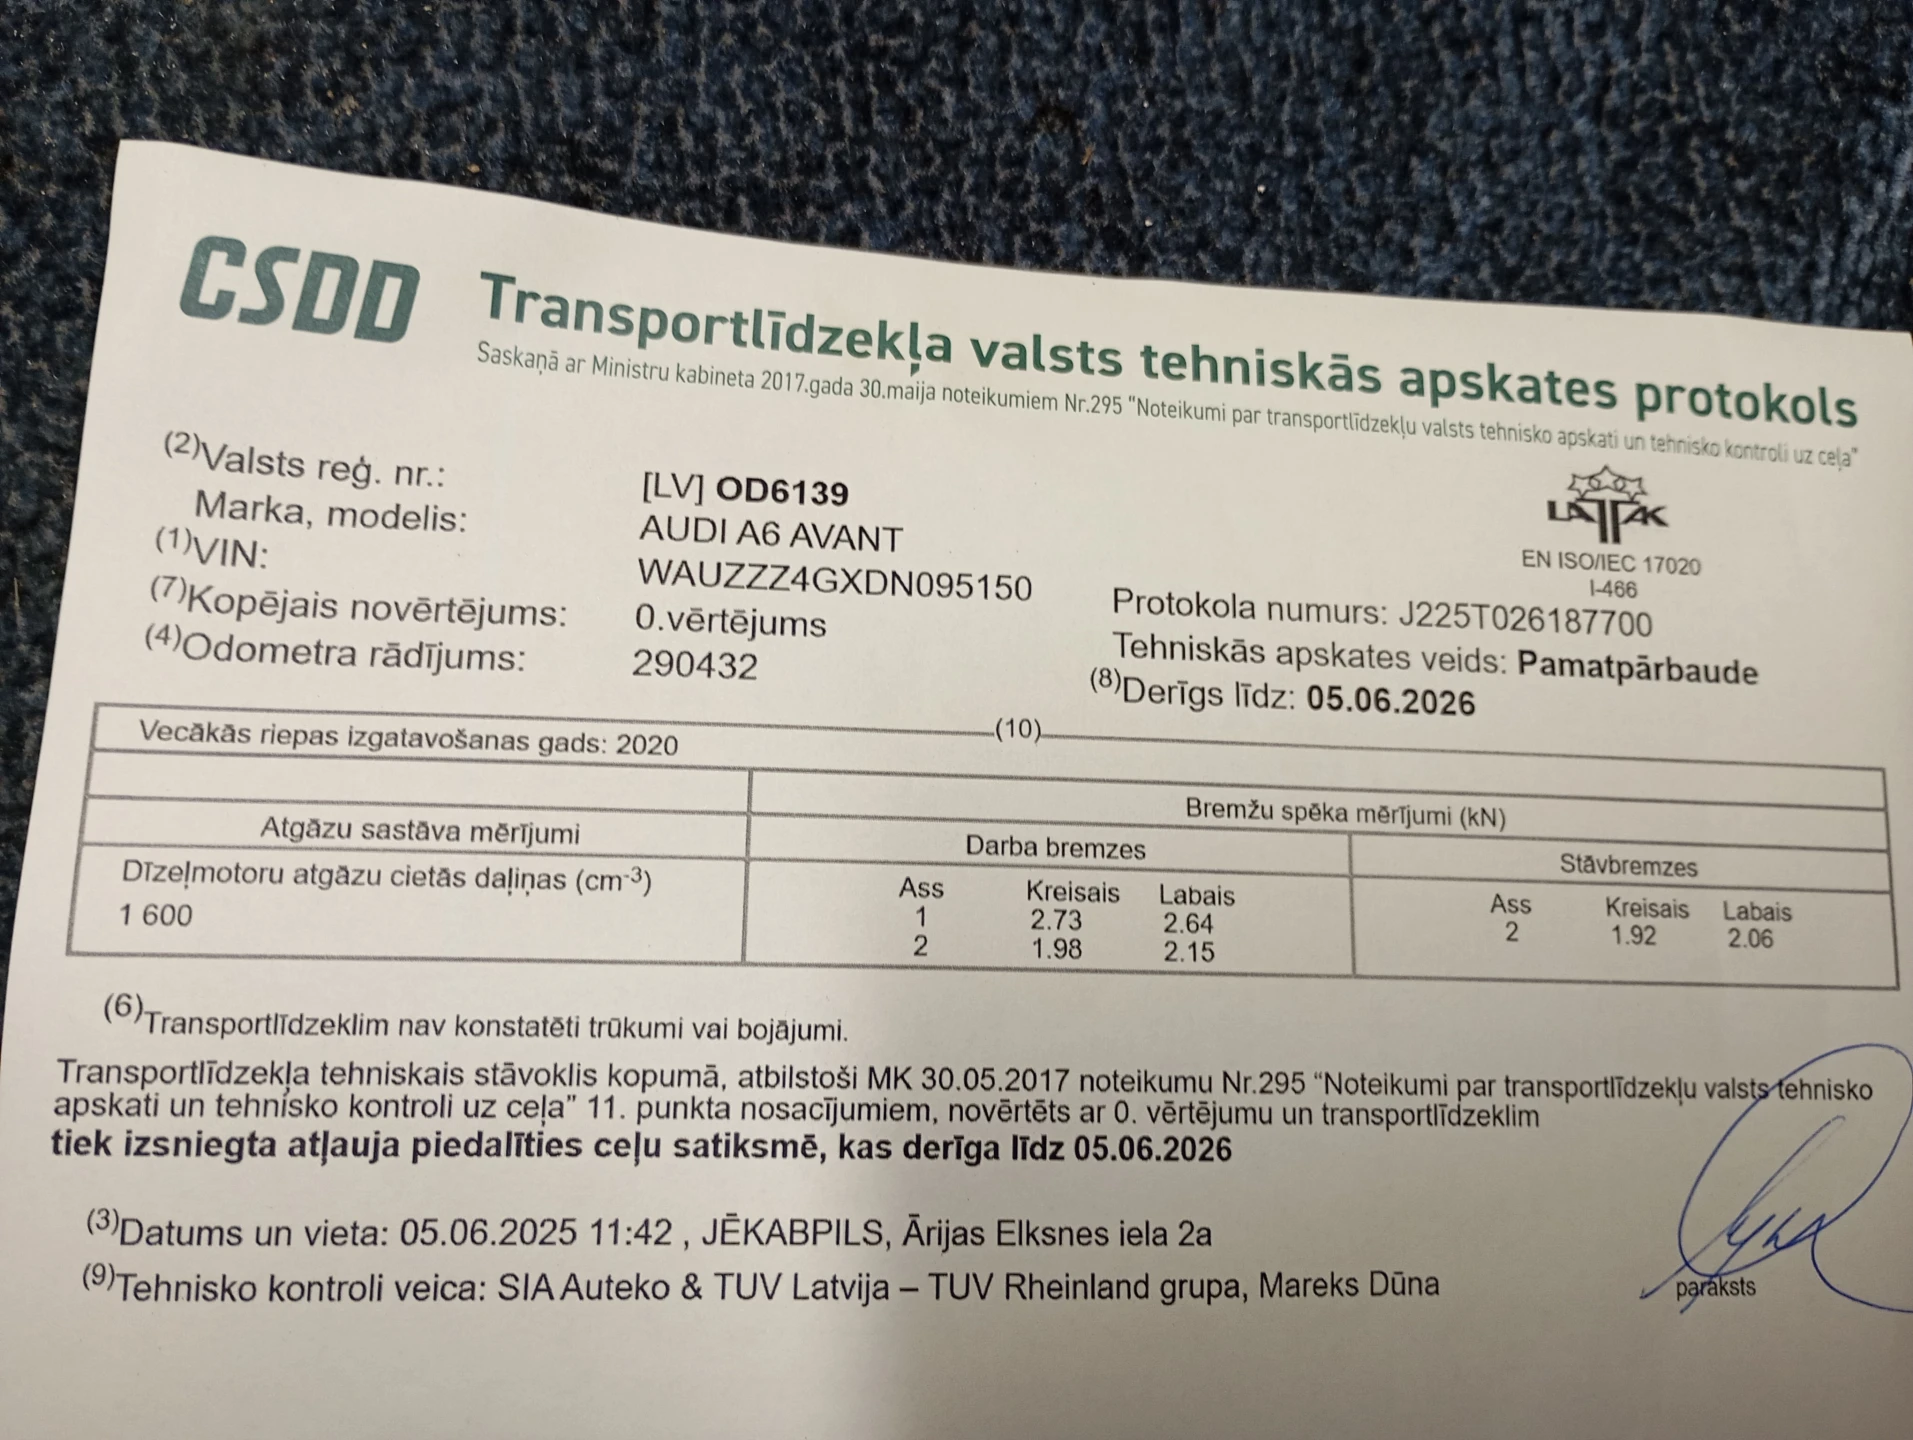 CSDD
Transportlīdzekļa valsts tehniskās apskates protokols
Saskaņā ar Ministru kabineta 2017.gada 30.maija noteikumiem Nr.295 "Noteikumi par transportlīdzekļu valsts tehnisko apskati un tehnisko kontroli uz ceļa"
LATAK
EN ISO/IEC 17020
I-466
(2)Valsts reģ. nr.: [LV] OD6139
Marka, modelis: AUDI A6 AVANT
(1)VIN: WAUZZZ4GXDN095150
(7)Kopējais novērtējums: 0.vērtējums
(4)Odometra rādījums: 290432
Protokola numurs: J225T026187700
Tehniskās apskates veids: Pamatpārbaude
(8)Derīgs līdz: 05.06.2026
(10)
Vecākās riepas izgatavošanas gads: 2020
Bremžu spēka mērījumi (kN)
Atgāzu sastāva mērījumi Darba bremzes Stāvbremzes
Dīzeļmotoru atgāzu cietās daļiņas (cm-3) Ass Kreisais Labais Ass Kreisais Labais
1 600 1 2.73 2.64 2 1.92 2.06
2 1.98 2.15
(6)Transportlīdzeklim nav konstatēti trūkumi vai bojājumi.
Transportlīdzekļa tehniskais stāvoklis kopumā, atbilstoši MK 30.05.2017 noteikumu Nr.295 “Noteikumi par transportlīdzekļu valsts tehnisko
apskati un tehnisko kontroli uz ceļa” 11. punkta nosacījumiem, novērtēts ar 0. vērtējumu un transportlīdzeklim
tiek izsniegta atļauja piedalīties ceļu satiksmē, kas derīga līdz 05.06.2026
(3)Datums un vieta: 05.06.2025 11:42 , JĒKABPILS, Ārijas Elksnes iela 2a
(9)Tehnisko kontroli veica: SIA Auteko & TUV Latvija – TUV Rheinland grupa, Mareks Dūna
paraksts